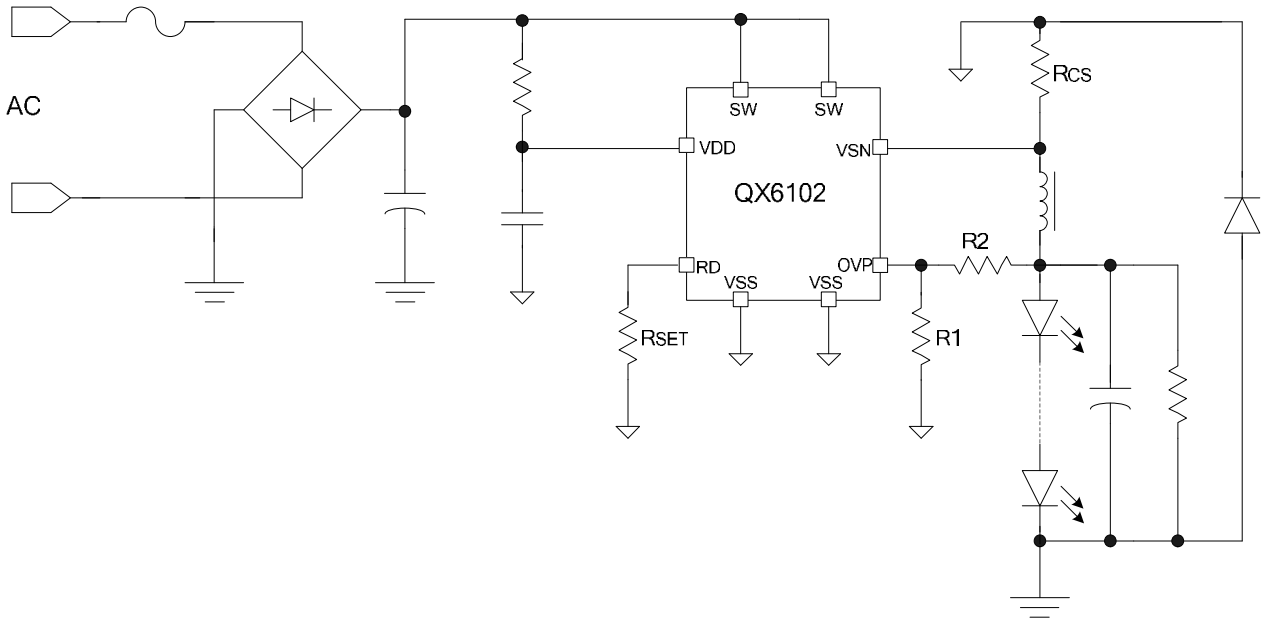 SW
SW
RCS
AC
VDD
VSN
QX6102
R2
RD
OVP
VSS
VSS
RSET
R1